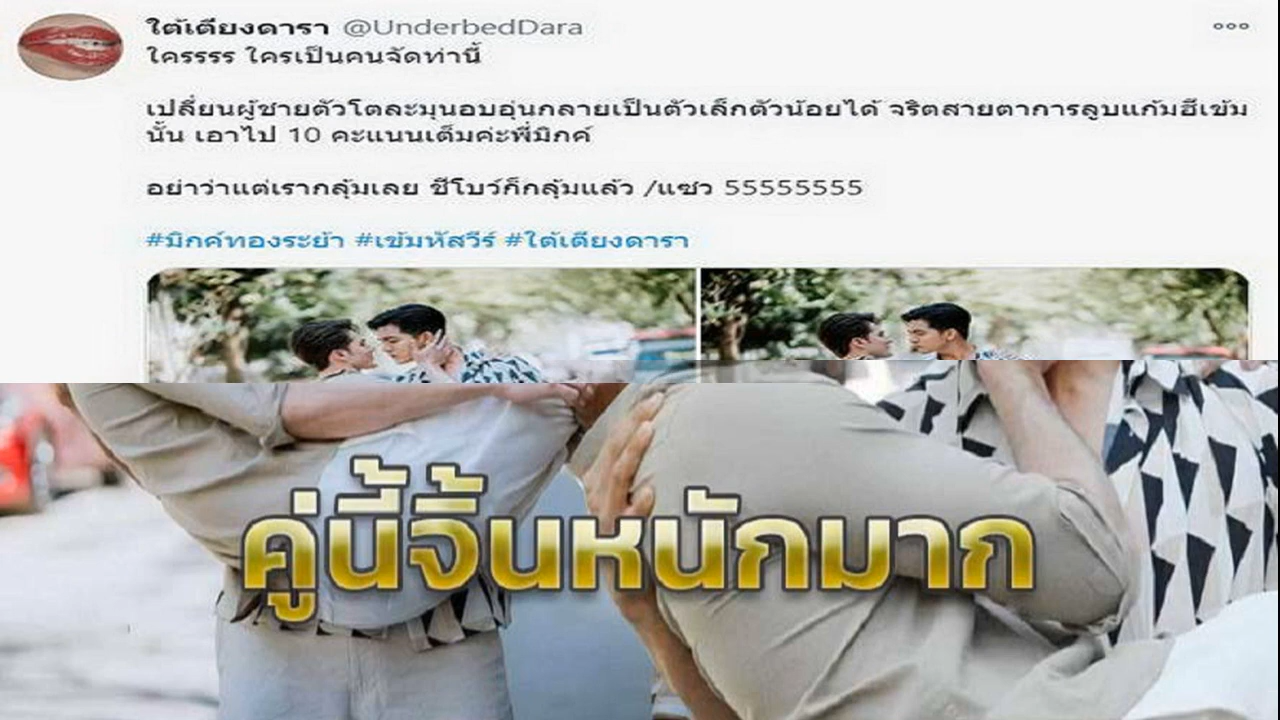 ใต้เตียงดารา @UnderbedDara
ใครรรร ใครเป็นคนจัดท่านี้
เปลี่ยนผู้ชายตัวโตละมุนอบอุ่นกลายเป็นตัวเล็กตัวน้อยได้ จริตสายตาการลูบแก้มฮีเข้ม
นั้น เอาไป 10 คะแนนเต็มค่ะพี่มิกค์
อย่าว่าแต่เรากลุ้มเลย ชีโบว์ก็กลุ้มแล้ว /แซว 55555555
#มิกค์ทองระย้า #เข้มหัสวีร์ #ใต้เตียงดารา
คู่นี้จิ้นหนักมาก